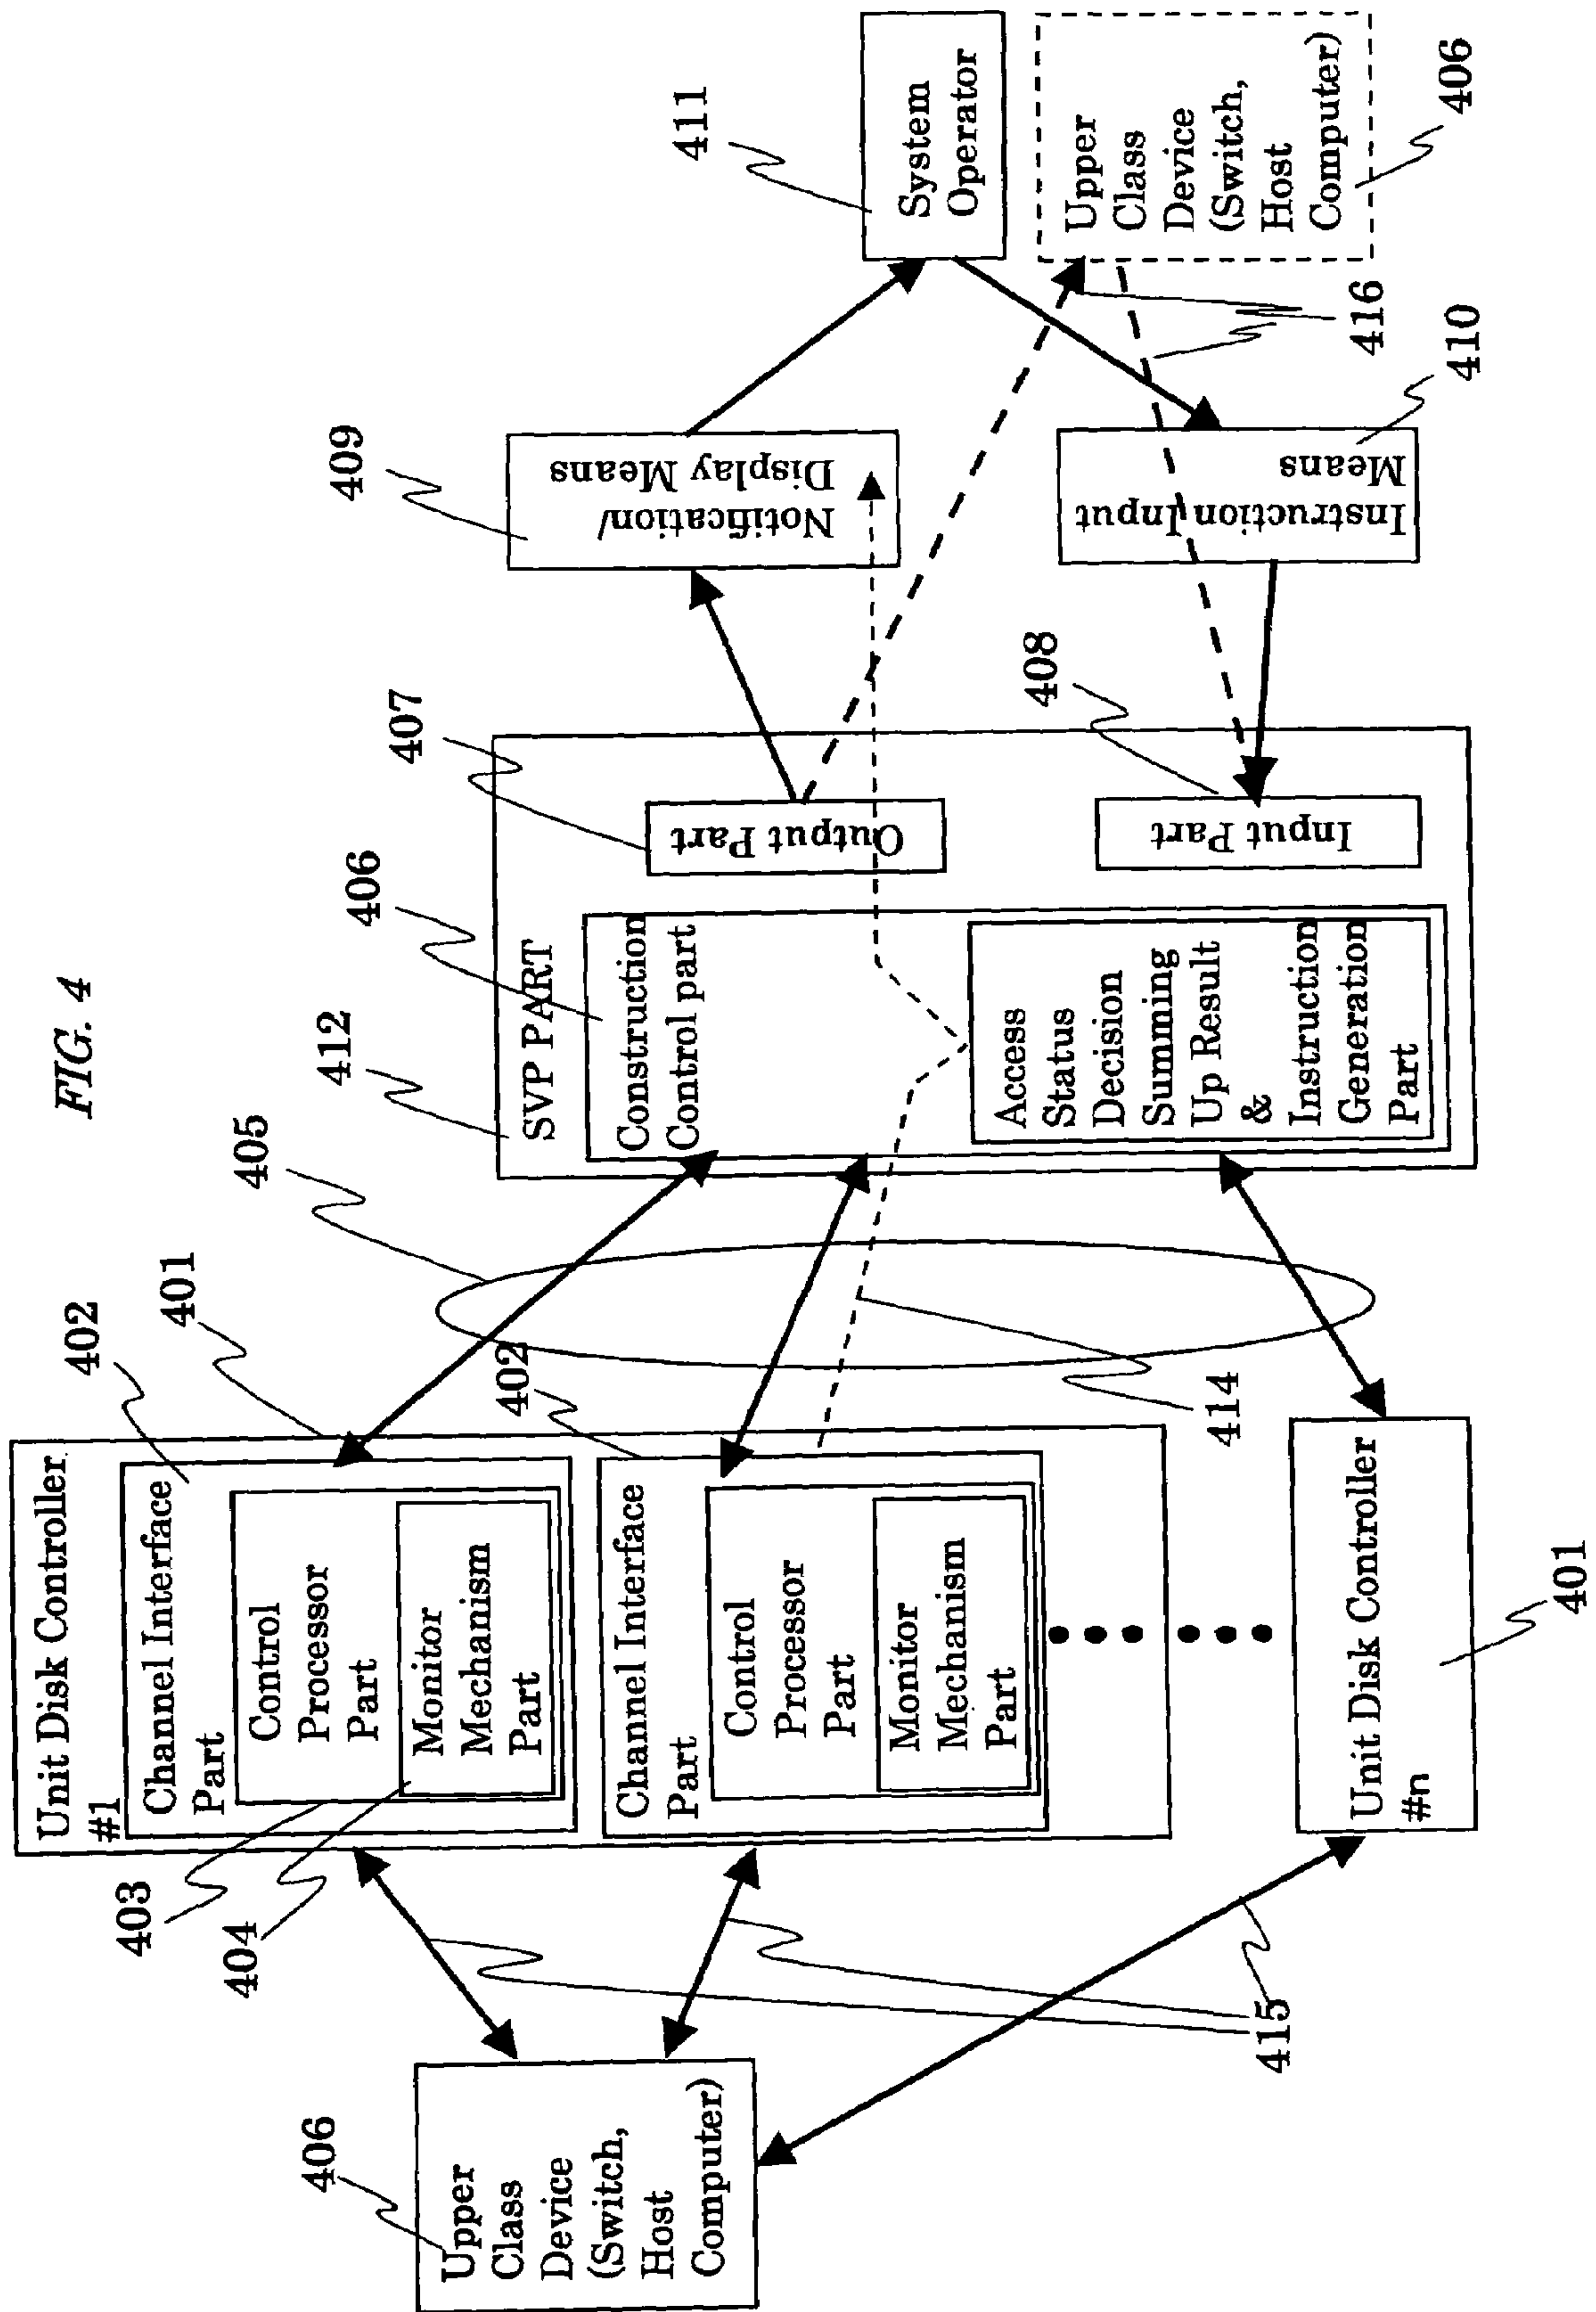 FIG. 4
406
Upper
Class
Device
(Switch,
Host
Computer)
415
401
Unit Disk Controller
#1
402
Channel Interface
Part
403
Control
Processor
Part
404
Monitor
Mechanism
Part
402
Channel Interface
Part
Control
Processor
Part
Monitor
Mechanism
Part
Unit Disk Controller
#n
401
405
414
412
SVP PART
406
Construction
Control part
Access
Status
Decision
Summing
Up Result
&
Instruction
Generation
Part
407
Output Part
408
Input Part
409
Notification/
Display Means
410
Instruction Input
Means
411
System
Operator
Upper
Class
Device
(Switch,
Host
Computer)
406
416